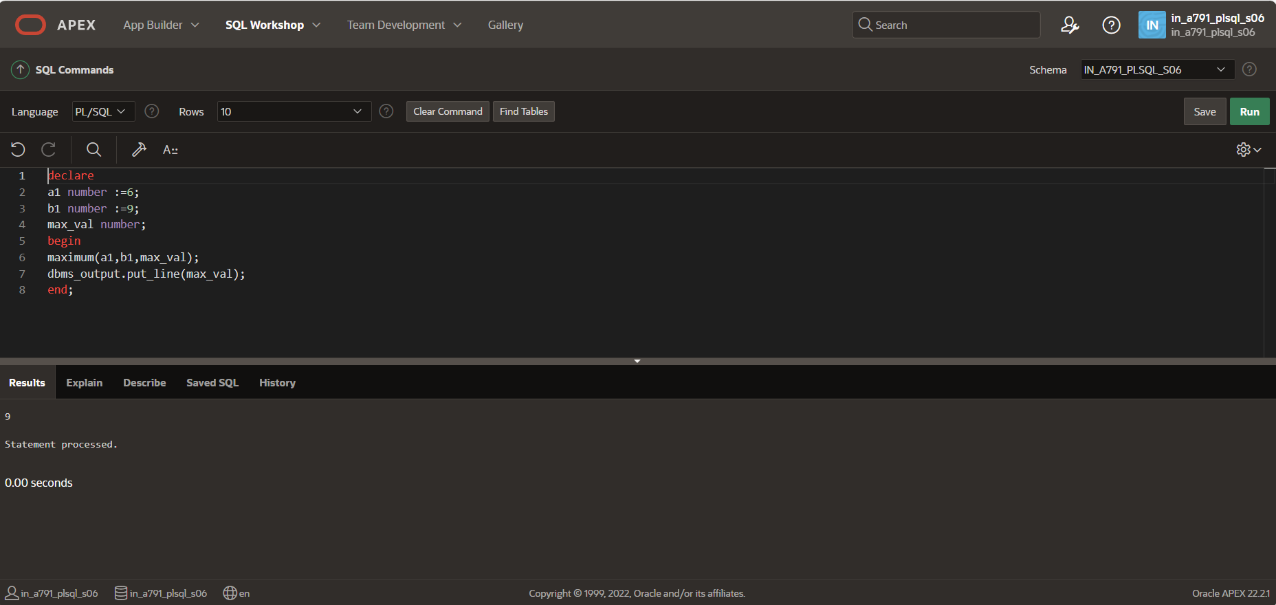 APEX App Builder SQL Workshop Team Development Gallery Search IN in_a791_plsql_s06
in_a791_plsql_s06
SQL Commands Schema IN_A791_PLSQL_S06
Language PL/SQL Rows 10 Clear Command Find Tables Save Run
A::
1 declare
2 a1 number :=6;
3 b1 number :=9;
4 max_val number;
5 begin
6 maximum(a1,b1,max_val);
7 dbms_output.put_line(max_val);
8 end;
Results Explain Describe Saved SQL History
9
Statement processed.
0.00 seconds
in_a791_plsql_s06 in_a791_plsql_s06 en Copyright © 1999, 2022, Oracle and/or its affiliates. Oracle APEX 22.2.1